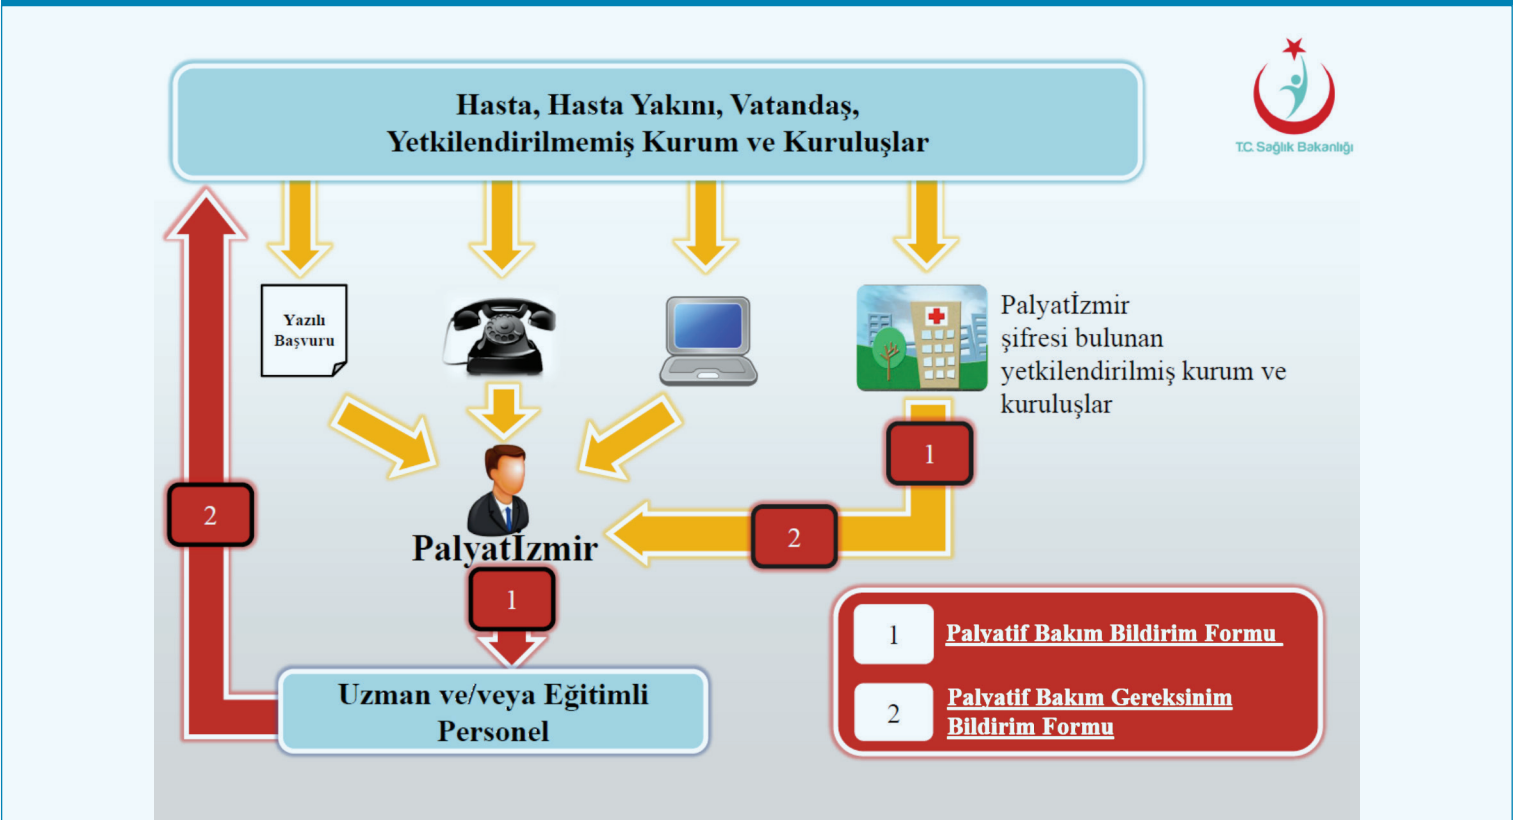 Hasta, Hasta Yakını, Vatandaş,
Yetkilendirilmemiş Kurum ve Kuruluşlar
T.C. Sağlık Bakanlığı
Yazılı
Başvuru
Palyatİzmir
şifresi bulunan
yetkilendirilmiş kurum ve
kuruluşlar
1
2
2
Palyatİzmir
1
Uzman ve/veya Eğitimli
Personel
1
Palyatif Bakım Bildirim Formu
2
Palyatif Bakım Gereksinim
Bildirim Formu